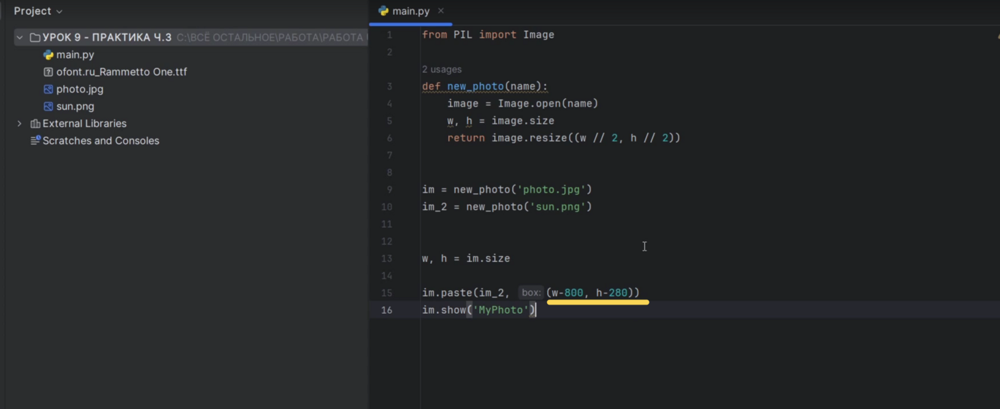 Project
УРОК 9 - ПРАКТИКА Ч.3 C:\ВСЁ ОСТАЛЬНОЕ\РАБОТА\РАБОТА
main.py
ofont.ru_Rammetto One.ttf
photo.jpg
sun.png
External Libraries
Scratches and Consoles
main.py
1 from PIL import Image
2
2 usages
3 def new_photo(name):
4 image = Image.open(name)
5 w, h = image.size
6 return image.resize((w // 2, h // 2))
7
8
9 im = new_photo('photo.jpg')
10 im_2 = new_photo('sun.png')
11
12
13 w, h = im.size
14
15 im.paste(im_2, box: (w-800, h-280))
16 im.show('MyPhoto')